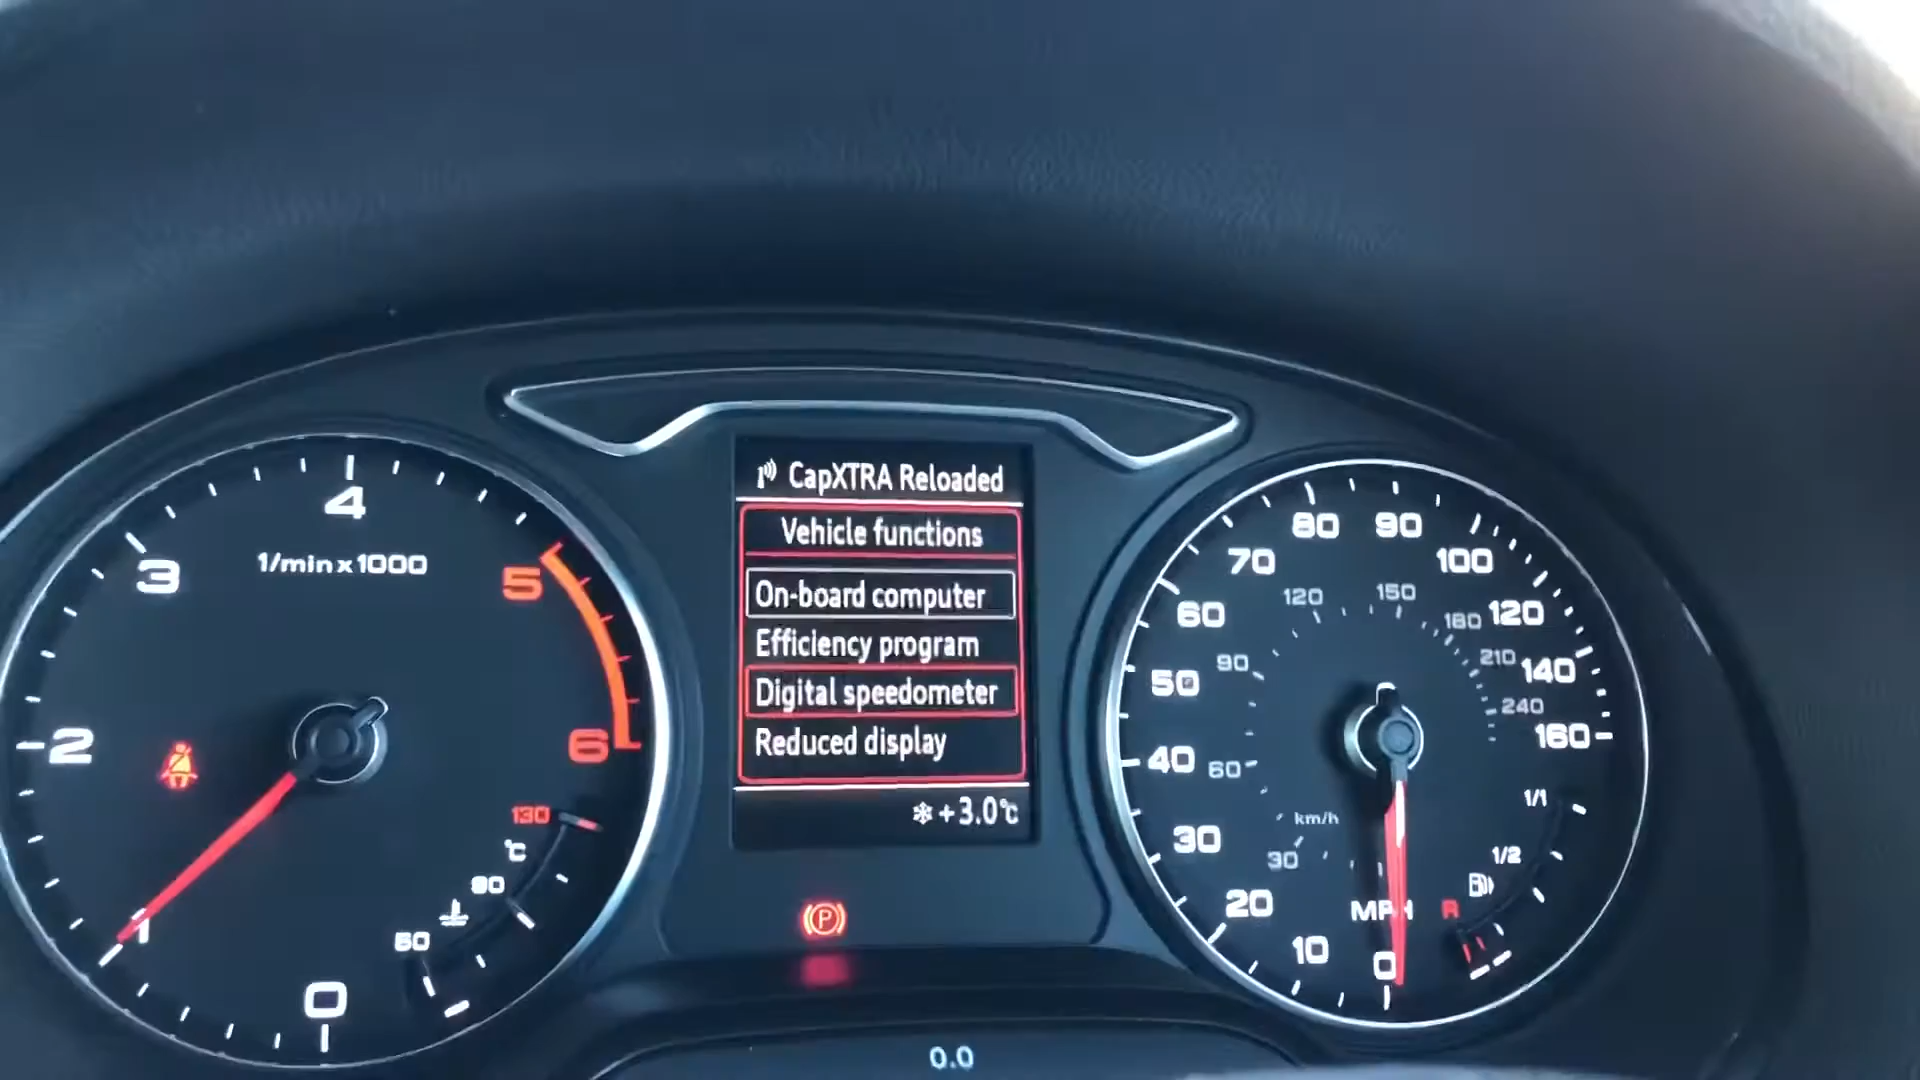 CapXTRA Reloaded
Vehicle functions
On-board computer
Efficiency program
Digital speedometer
Reduced display
+3.0°C
1/min x 1000
0
1
2
3
4
5
6
130
°C
90
60
P
0
10
20
30
40
50
60
70
80
90
100
120
140
160
MPH
km/h
30
60
90
120
150
180
210
240
1/1
1/2
R
0.0